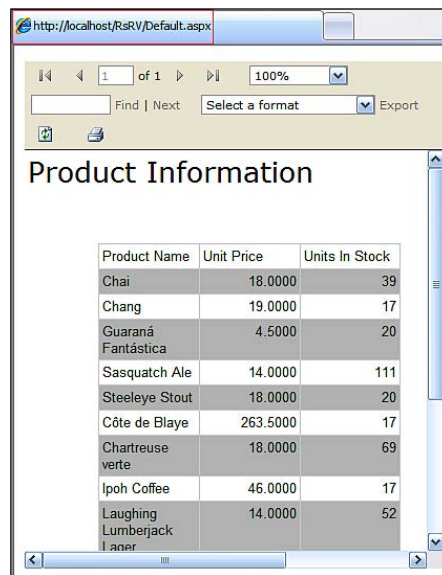 http://localhost/RsRV/Default.aspx
1 of 1 100%
Find | Next Select a format Export
Product Information
Product Name Unit Price Units In Stock
Chai 18.0000 39
Chang 19.0000 17
Guaraná 4.5000 20
Fantástica
Sasquatch Ale 14.0000 111
Steeleye Stout 18.0000 20
Côte de Blaye 263.5000 17
Chartreuse 18.0000 69
verte
Ipoh Coffee 46.0000 17
Laughing 14.0000 52
Lumberjack
Lager